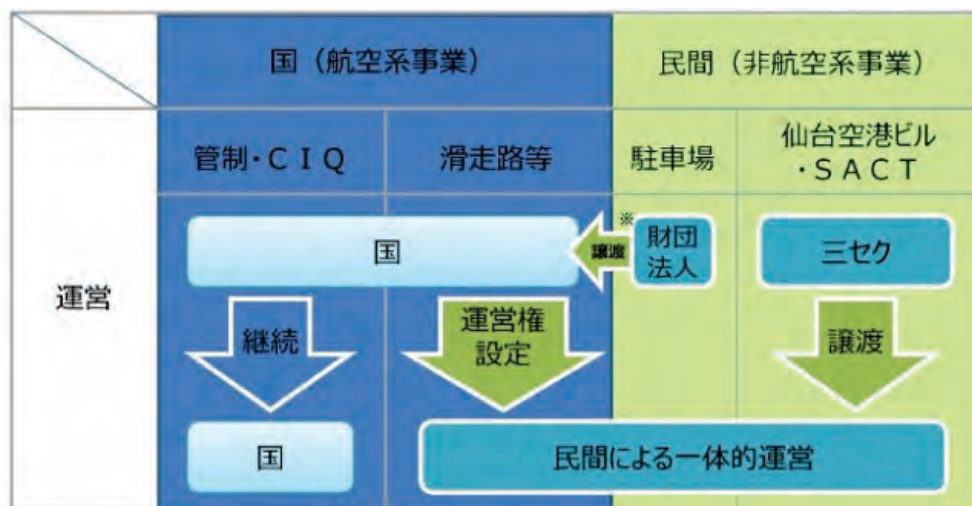 国（航空系事業）
民間（非航空系事業）
管制・ＣＩＱ
滑走路等
駐車場
仙台空港ビル
・ＳＡＣＴ
運営
国
※
譲渡
財団
法人
三セク
継続
運営権
設定
譲渡
国
民間による一体的運営